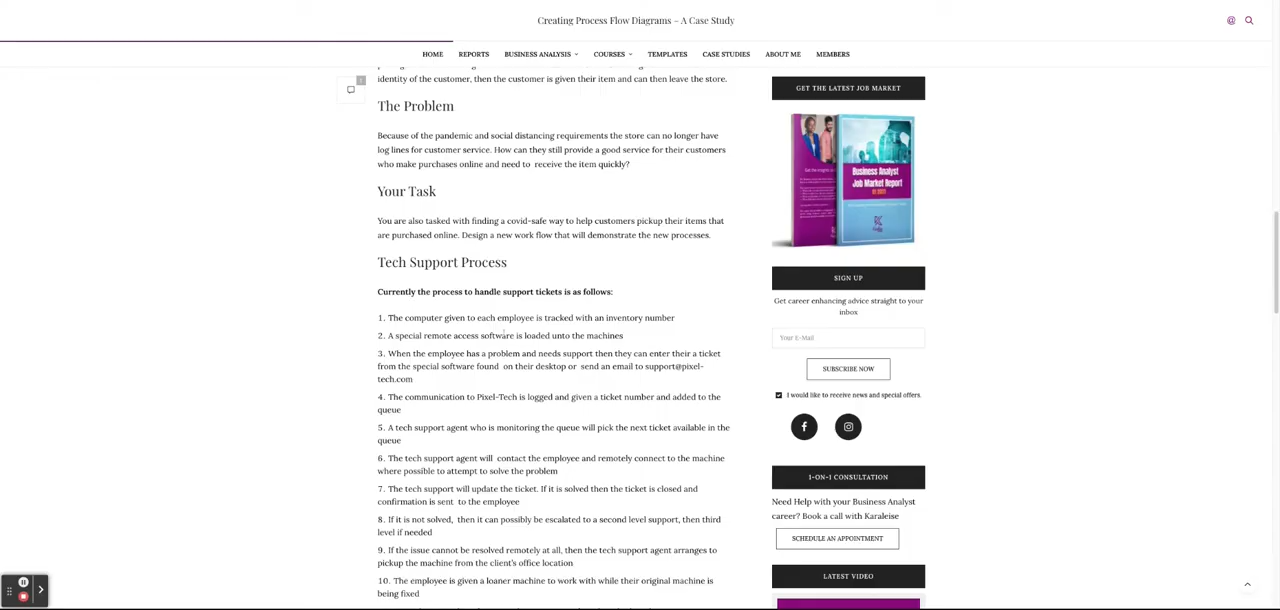 Creating Process Flow Diagrams – A Case Study
HOME REPORTS BUSINESS ANALYSIS COURSES TEMPLATES CASE STUDIES ABOUT ME MEMBERS
1
identity of the customer, then the customer is given their item and can then leave the store.
The Problem
Because of the pandemic and social distancing requirements the store can no longer have
log lines for customer service. How can they still provide a good service for their customers
who make purchases online and need to receive the item quickly?
Your Task
You are also tasked with finding a covid-safe way to help customers pickup their items that
are purchased online. Design a new work flow that will demonstrate the new processes.
Tech Support Process
Currently the process to handle support tickets is as follows:
1. The computer given to each employee is tracked with an inventory number
2. A special remote access software is loaded unto the machines
3. When the employee has a problem and needs support then they can enter their a ticket
from the special software found on their desktop or send an email to support@pixel-
tech.com
4. The communication to Pixel-Tech is logged and given a ticket number and added to the
queue
5. A tech support agent who is monitoring the queue will pick the next ticket available in the
queue
6. The tech support agent will contact the employee and remotely connect to the machine
where possible to attempt to solve the problem
7. The tech support will update the ticket. If it is solved then the ticket is closed and
confirmation is sent to the employee
8. If it is not solved, then it can possibly be escalated to a second level support, then third
level if needed
9. If the issue cannot be resolved remotely at all, then the tech support agent arranges to
pickup the machine from the client's office location
10. The employee is given a loaner machine to work with while their original machine is
being fixed
GET THE LATEST JOB MARKET
Business Analyst
Job Market Report
SIGN UP
Get career enhancing advice straight to your
inbox
Your E-Mail
SUBSCRIBE NOW
I would like to receive news and special offers.
1-ON-1 CONSULTATION
Need Help with your Business Analyst
career? Book a call with Karaleise
SCHEDULE AN APPOINTMENT
LATEST VIDEO